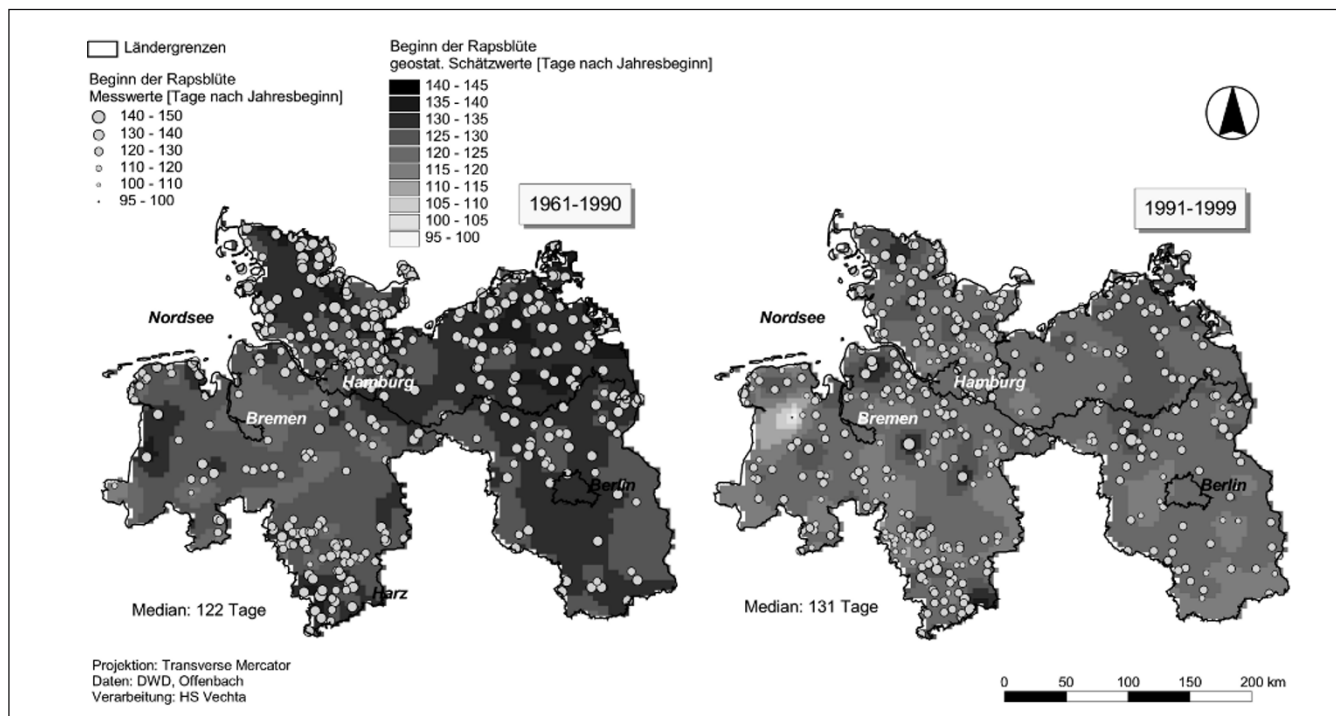 Ländergrenzen
Beginn der Rapsblüte
Messwerte [Tage nach Jahresbeginn]
140 - 150
130 - 140
120 - 130
110 - 120
100 - 110
95 - 100
Beginn der Rapsblüte
geostat. Schätzwerte [Tage nach Jahresbeginn]
140 - 145
135 - 140
130 - 135
125 - 130
120 - 125
115 - 120
110 - 115
105 - 110
100 - 105
95 - 100
1961-1990
Nordsee
Hamburg
Bremen
Berlin
Harz
Median: 122 Tage
1991-1999
Nordsee
Hamburg
Bremen
Berlin
Median: 131 Tage
Projektion: Transverse Mercator
Daten: DWD, Offenbach
Verarbeitung: HS Vechta
0 50 100 150 200 km